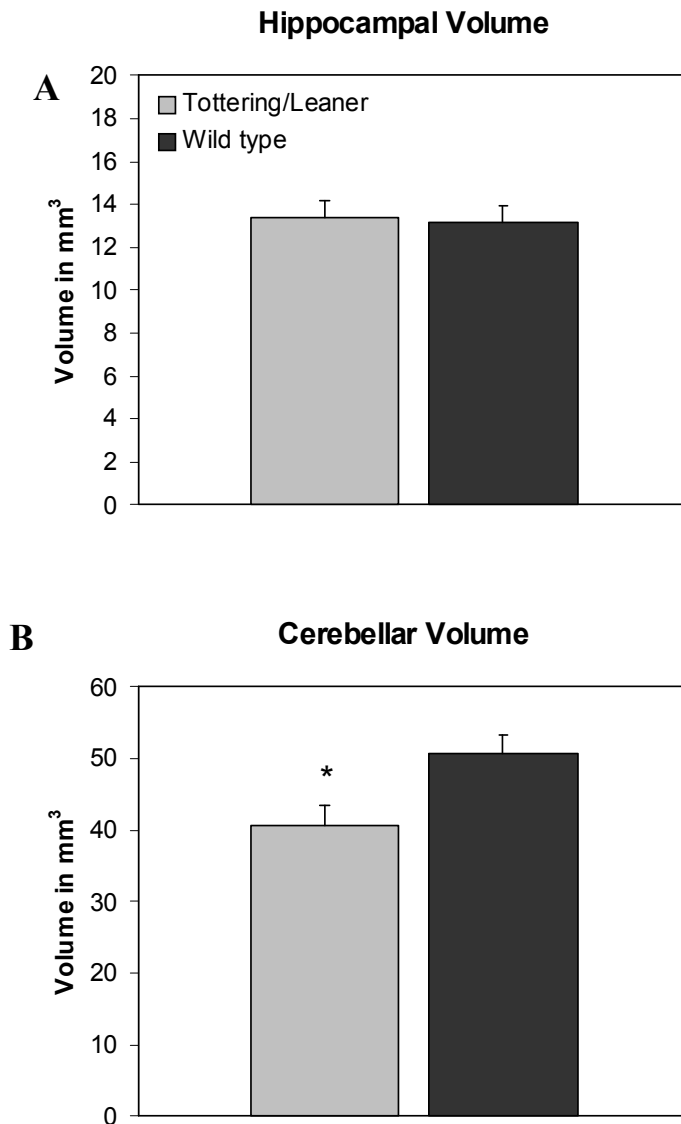 Hippocampal Volume
A
20
Tottering/Leaner
18
Wild type
16
14
12
10
8
6
4
2
0
Volume in mm³
B
Cerebellar Volume
60
50
*
40
30
20
10
0
Volume in mm³